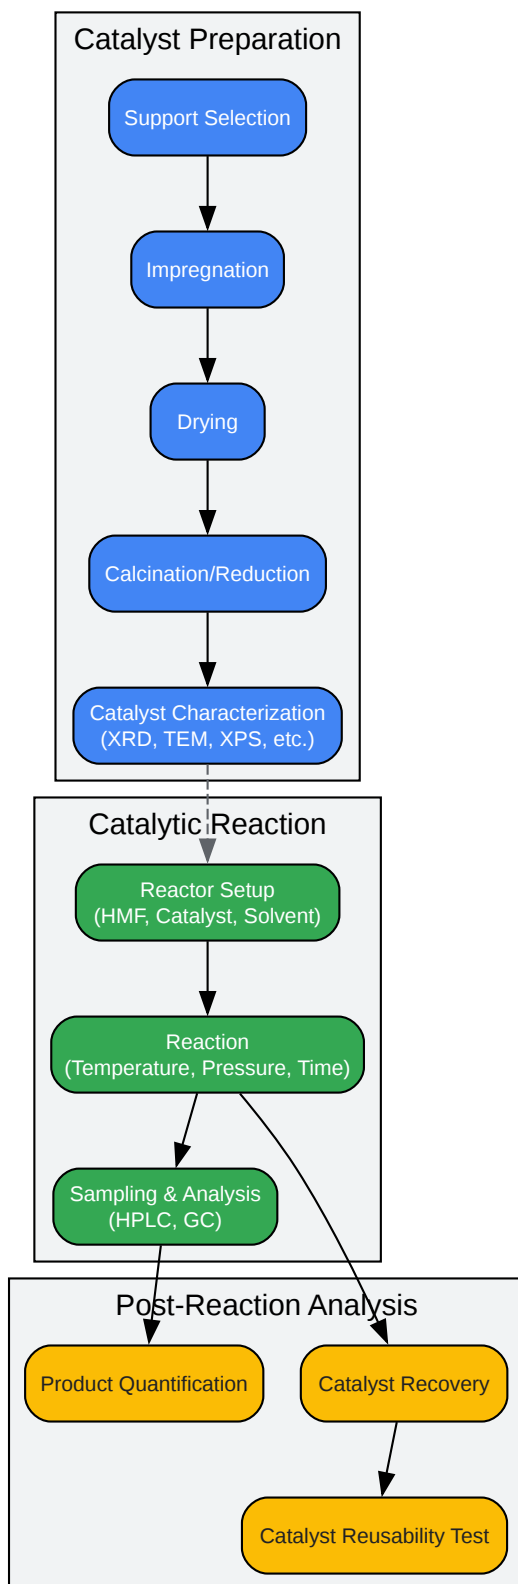 Catalyst Preparation
Support Selection
Impregnation
Drying
Calcination/Reduction
Catalyst Characterization
(XRD, TEM, XPS, etc.)
Catalytic Reaction
Reactor Setup
(HMF, Catalyst, Solvent)
Reaction
(Temperature, Pressure, Time)
Sampling & Analysis
(HPLC, GC)
Post-Reaction Analysis
Product Quantification
Catalyst Recovery
Catalyst Reusability Test